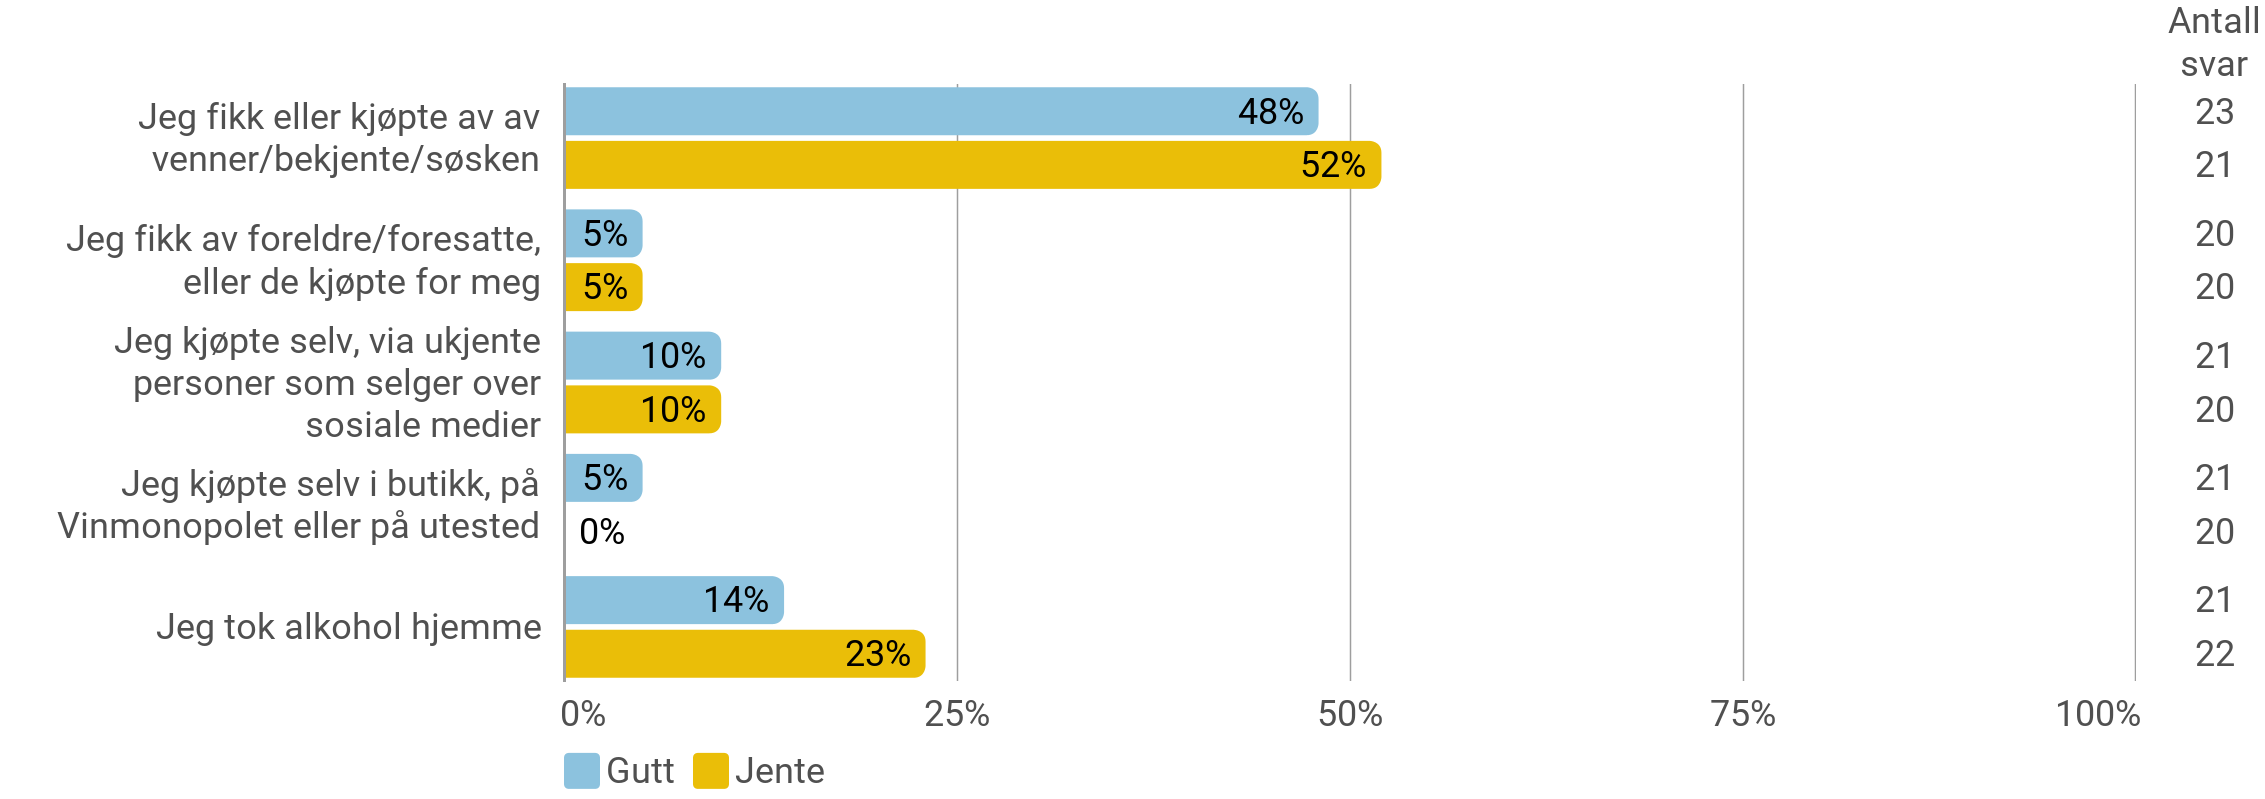 Antall
svar
Jeg fikk eller kjøpte av av
venner/bekjente/søsken
48%
23
52%
21
Jeg fikk av foreldre/foresatte,
eller de kjøpte for meg
5%
20
5%
20
Jeg kjøpte selv, via ukjente
personer som selger over
sosiale medier
10%
21
10%
20
Jeg kjøpte selv i butikk, på
Vinmonopolet eller på utested
5%
21
0%
20
Jeg tok alkohol hjemme
14%
21
23%
22
0% 25% 50% 75% 100%
Gutt Jente